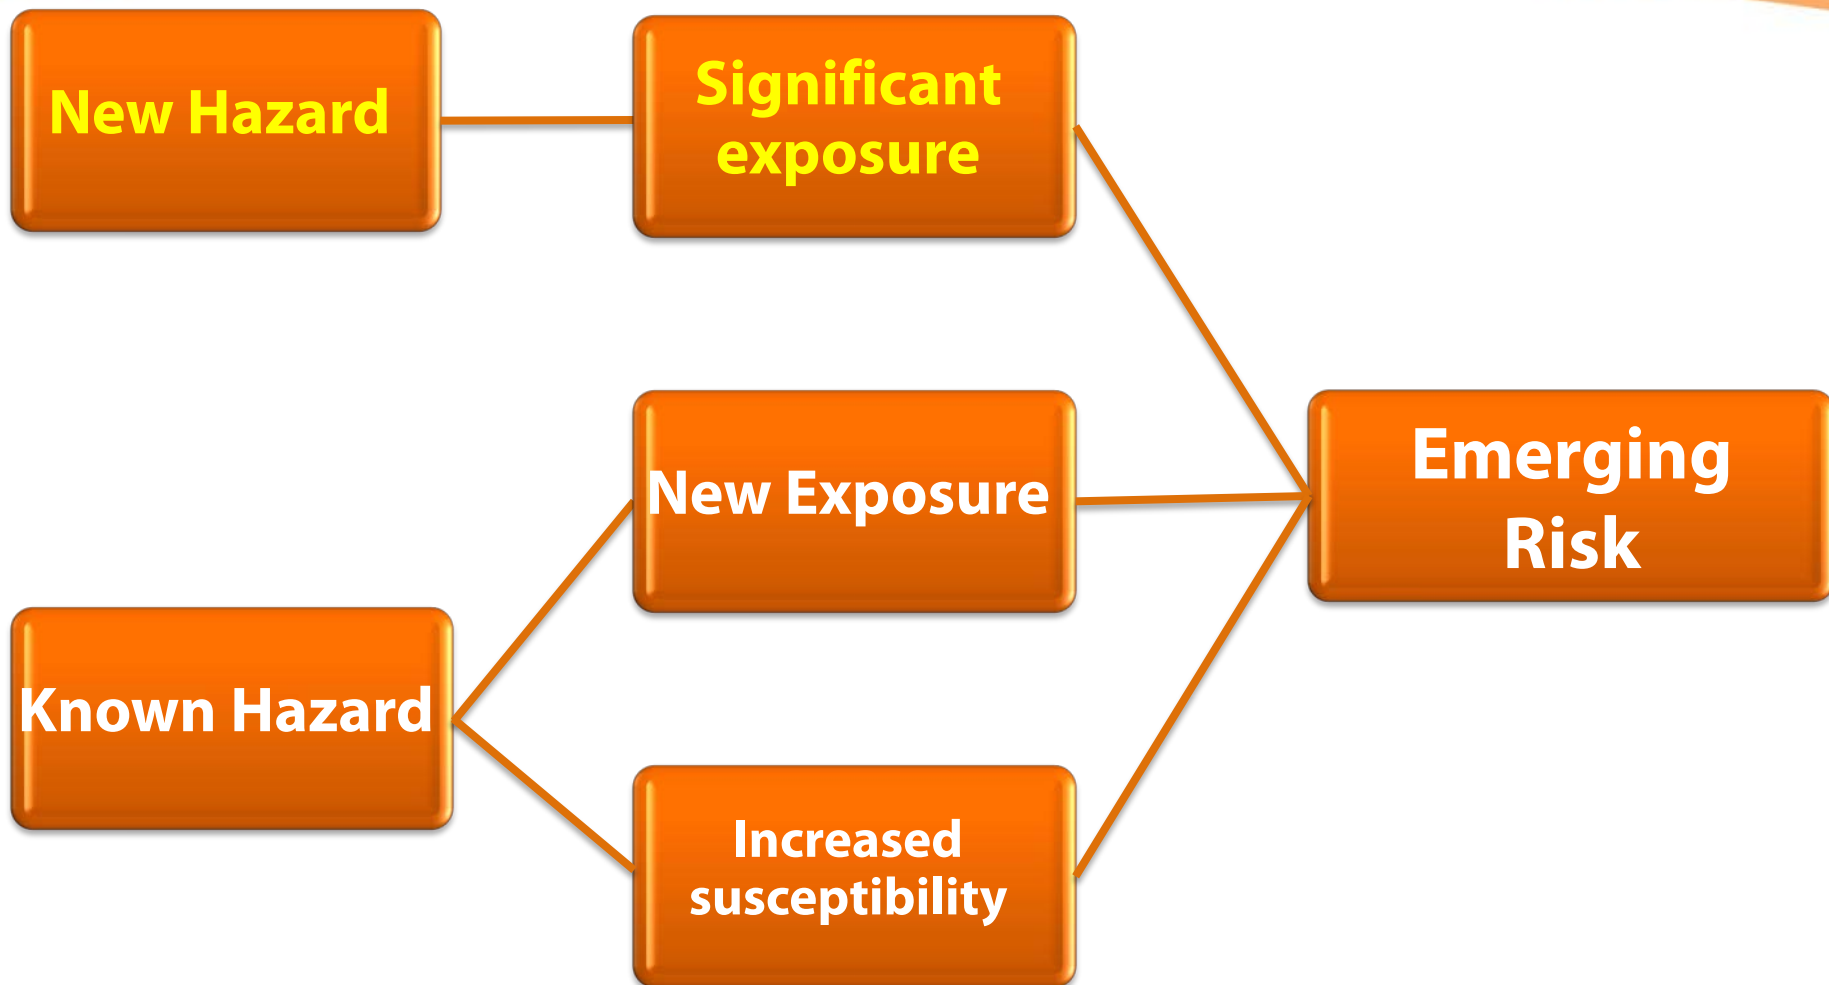 New Hazard
Significant
exposure
New Exposure
Emerging
Risk
Known Hazard
Increased
susceptibility